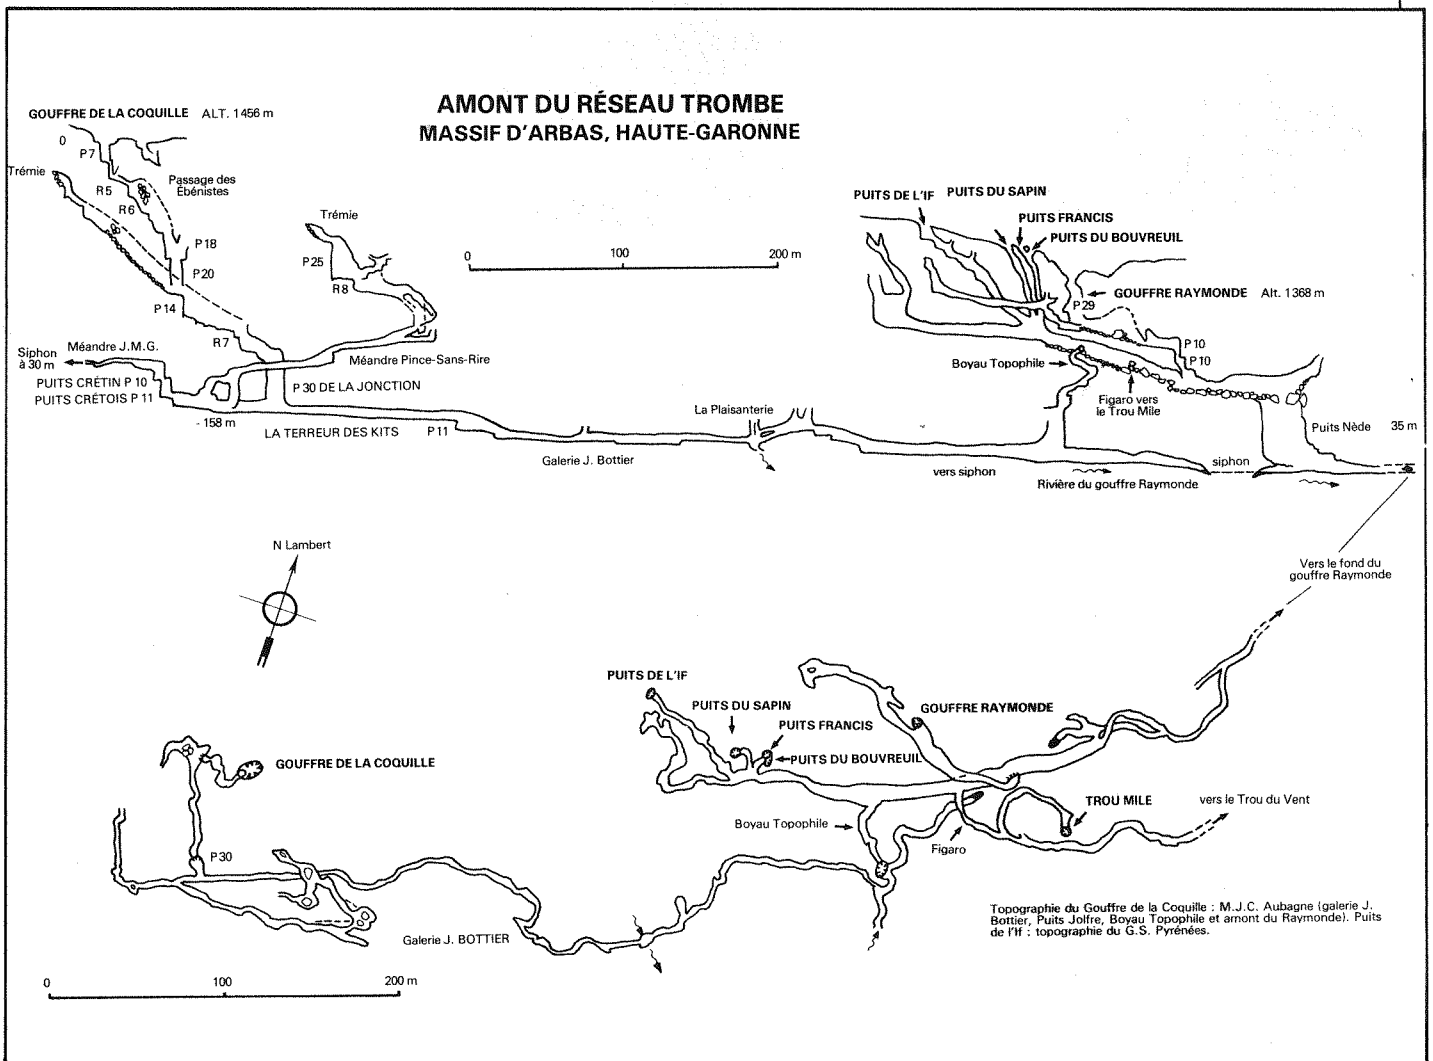 AMONT DU RÉSEAU TROMBE
MASSIF D'ARBAS, HAUTE-GARONNE
GOUFFRE DE LA COQUILLE ALT. 1456 m
0
P7
Trémie
Passage des
Ébénistes
R5
R6
P18
P20
P14
R7
Trémie
P25
R8
0 100 200 m
PUITS DE L'IF
PUITS DU SAPIN
PUITS FRANCIS
PUITS DU BOUVREUIL
GOUFFRE RAYMONDE Alt. 1368 m
P29
P10
P10
Siphon
à 30 m
Méandre J.M.G.
PUITS CRÉTIN P 10
PUITS CRÉTOIS P 11
- 158 m
Méandre Pince-Sans-Rire
P 30 DE LA JONCTION
LA TERREUR DES KITS
P11
Galerie J. Bottier
La Plaisanterie
Boyau Topophile
Figaro vers
le Trou Mile
Puits Nède
35 m
vers siphon
siphon
Rivière du gouffre Raymonde
N Lambert
Vers le fond du
gouffre Raymonde
PUITS DE L'IF
PUITS DU SAPIN
PUITS FRANCIS
PUITS DU BOUVREUIL
GOUFFRE RAYMONDE
GOUFFRE DE LA COQUILLE
TROU MILE
vers le Trou du Vent
Boyau Topophile
Figaro
P30
Galerie J. BOTTIER
Topographie du Gouffre de la Coquille : M.J.C. Aubagne (galerie J.
Bottier, Puits Jolfre, Boyau Topophile et amont du Raymonde). Puits
de l'If : topographie du G.S. Pyrénées.
0 100 200 m